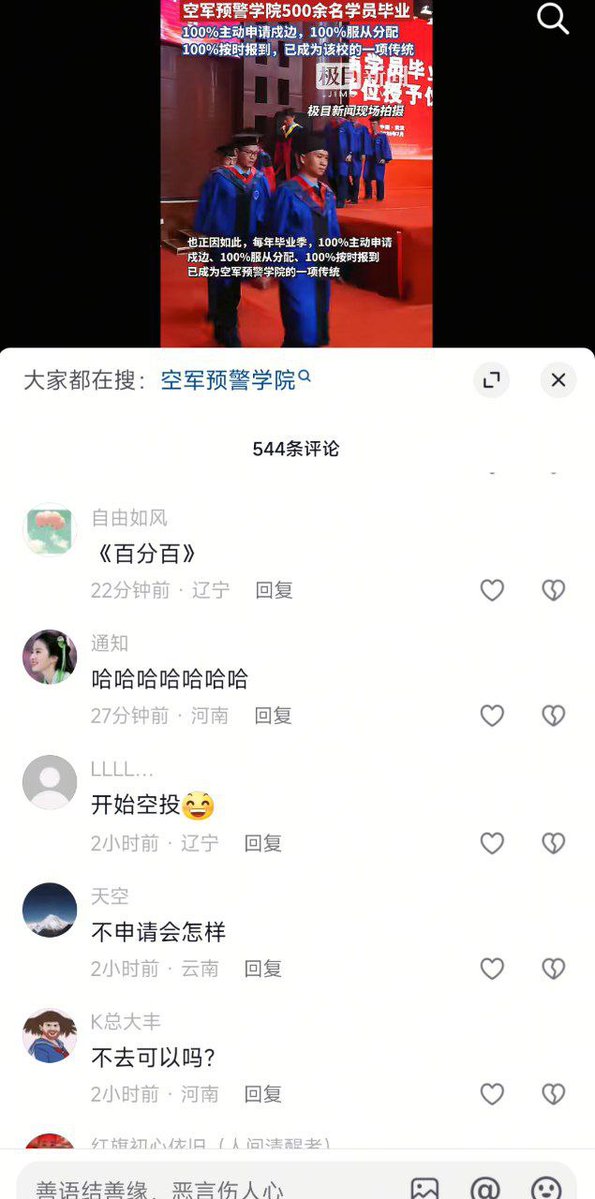 空军预警学院500余名学员毕业
100%主动申请戍边，100%服从分配
100%按时报到，已成为该校的一项传统
极目新闻
极目新闻现场拍摄
也正因如此，每年毕业季，100%主动申请
戍边、100%服从分配、100%按时报到
已成为空军预警学院的一项传统
大家都在搜：空军预警学院
544条评论
自由如风
《百分百》
22分钟前 · 辽宁 回复
通知
哈哈哈哈哈哈哈
27分钟前 · 河南 回复
LLLL...
开始空投😄
2小时前 · 辽宁 回复
天空
不申请会怎样
2小时前 · 云南 回复
K总大丰
不去可以吗？
2小时前 · 河南 回复
红旗初心依旧（人间清醒者）
善语结善缘，恶言伤人心